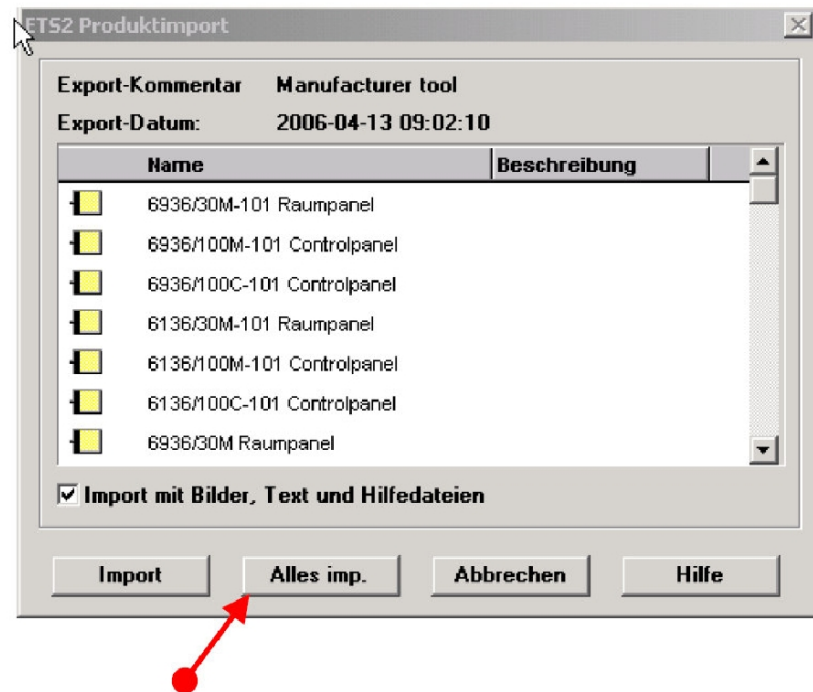 ETS2 Produktimport
Export-Kommentar Manufacturer tool
Export-Datum: 2006-04-13 09:02:10
Name Beschreibung
6936/30M-101 Raumpanel
6936/100M-101 Controlpanel
6936/100C-101 Controlpanel
6136/30M-101 Raumpanel
6136/100M-101 Controlpanel
6136/100C-101 Controlpanel
6936/30M Raumpanel
Import mit Bilder, Text und Hilfedateien
Import Alles imp. Abbrechen Hilfe